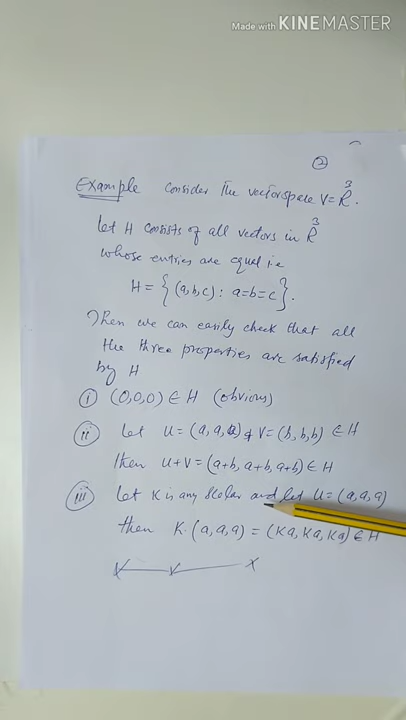 Made with KINEMASTER
②
Example Consider The vectorspace V = R³.
Let H consists of all vectors in R³
whose entries are equal i.e
H = { (a,b,c) : a=b=c }.
Then we can easily check that all
the three properties are satisfied
by H
(i) (0,0,0) ∈ H (obvious)
(ii) Let U = (a,a,a) & V = (b,b,b) ∈ H
then U+V = (a+b, a+b, a+b) ∈ H
(iii) Let K is any Scalar and let U = (a,a,a)
then K.(a,a,a) = (Ka, Ka, Ka) ∈ H